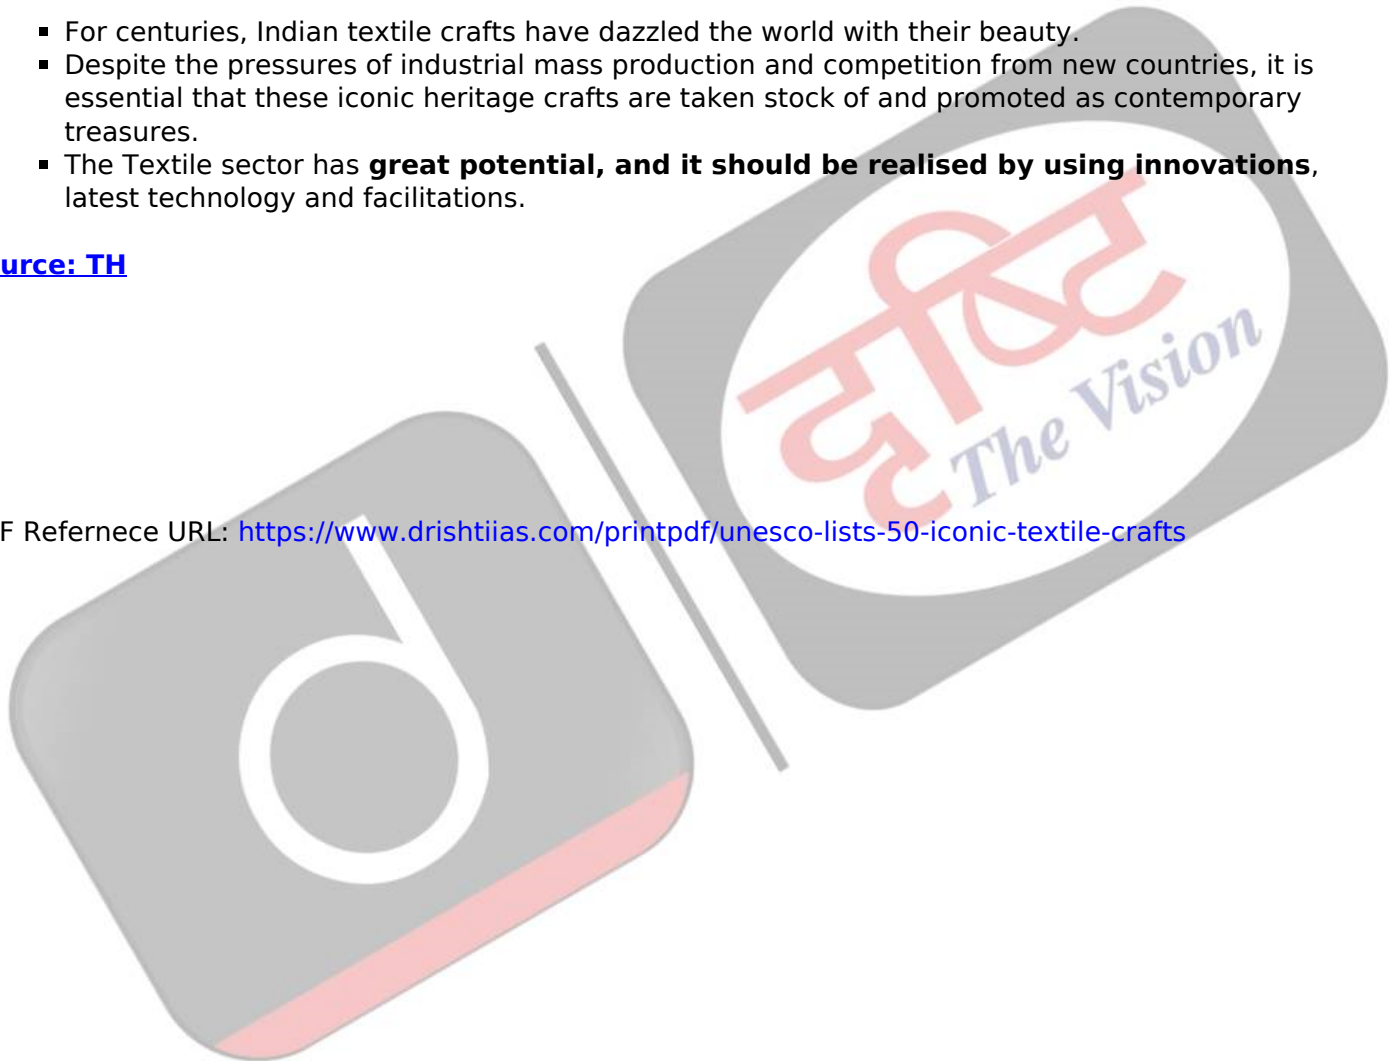 ▪ For centuries, Indian textile crafts have dazzled the world with their beauty.
▪ Despite the pressures of industrial mass production and competition from new countries, it is
essential that these iconic heritage crafts are taken stock of and promoted as contemporary
treasures.
▪ The Textile sector has great potential, and it should be realised by using innovations,
latest technology and facilitations.
urce: TH
दृष्टि
The Vision
F Refernece URL: https://www.drishtiias.com/printpdf/unesco-lists-50-iconic-textile-crafts
d